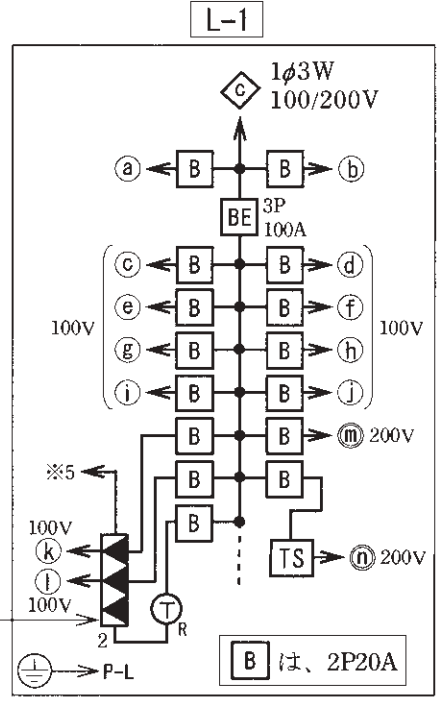 L-1
c 1φ3W
100/200V
ⓐ B B ⓑ
BE 3P
100A
ⓒ B B ⓓ
ⓔ B B ⓕ
100V 100V
ⓖ B B ⓗ
ⓘ B B ⓙ
B B ⓜ 200V
※5 B B
100V B
ⓚ TS ⓝ 200V
ⓛ
100V T
R
2
P-L
B は、2P20A